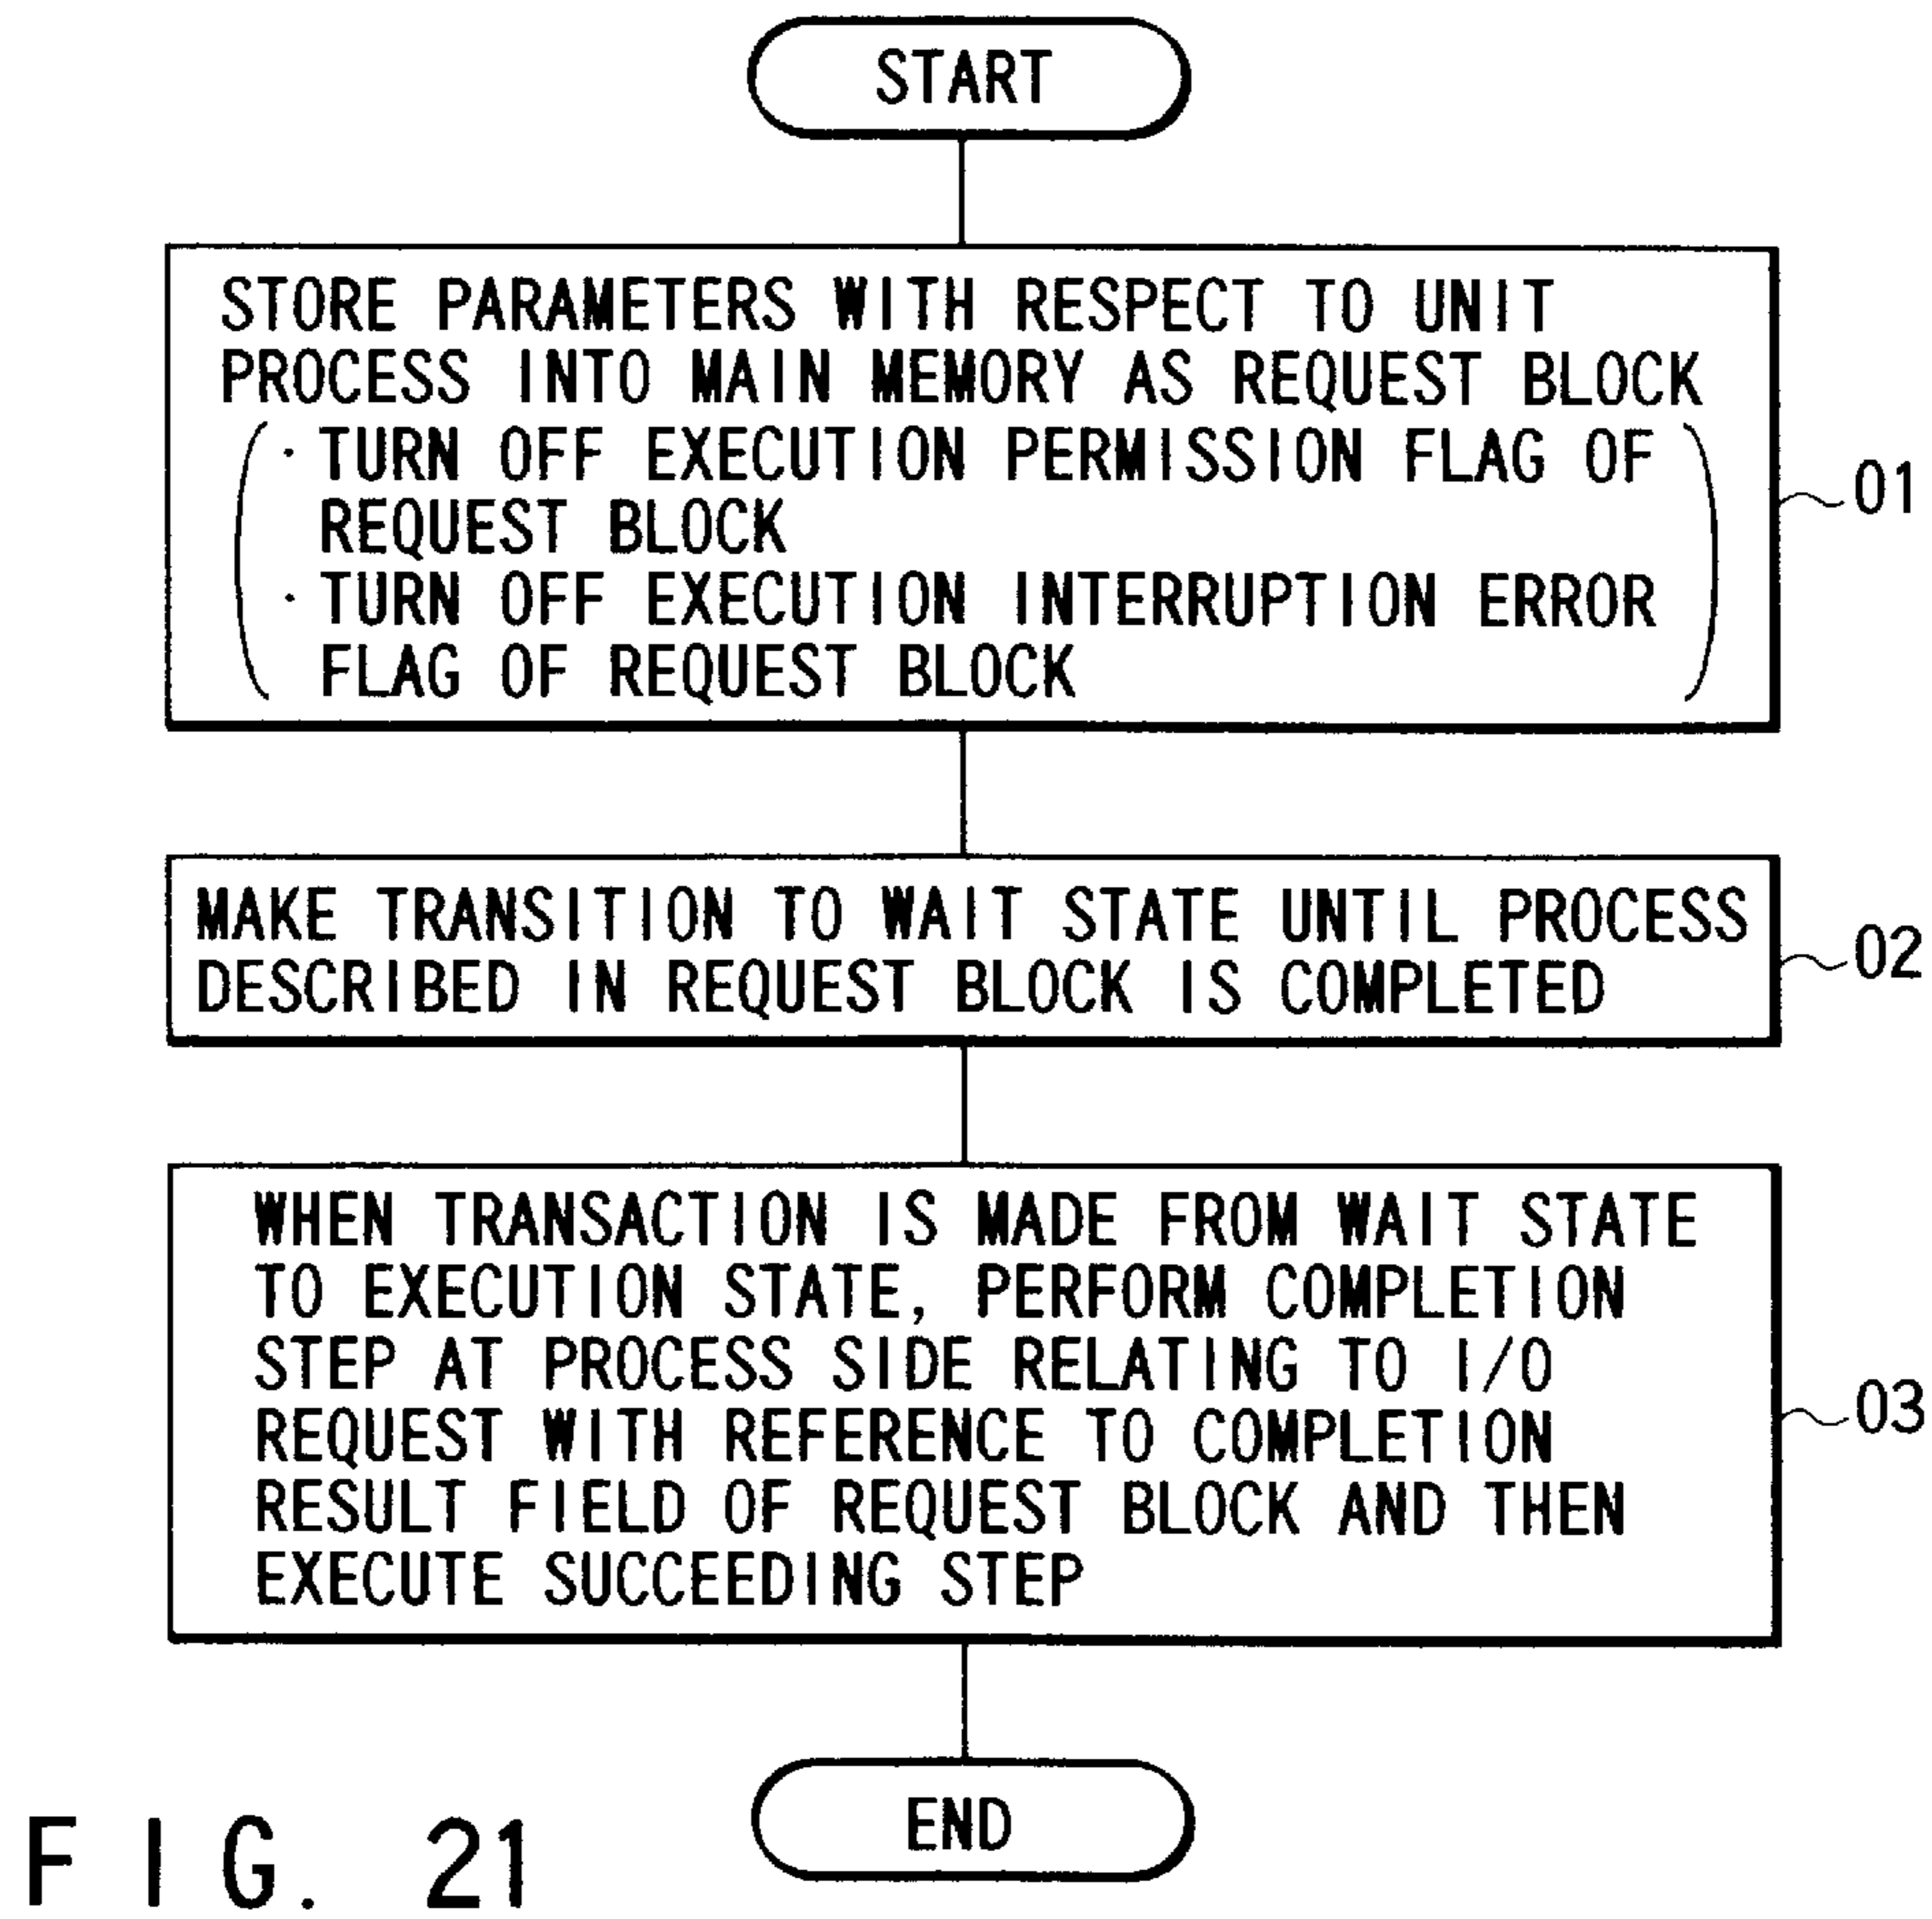 START
STORE PARAMETERS WITH RESPECT TO UNIT
PROCESS INTO MAIN MEMORY AS REQUEST BLOCK
· TURN OFF EXECUTION PERMISSION FLAG OF
REQUEST BLOCK
· TURN OFF EXECUTION INTERRUPTION ERROR
FLAG OF REQUEST BLOCK
01
MAKE TRANSITION TO WAIT STATE UNTIL PROCESS
DESCRIBED IN REQUEST BLOCK IS COMPLETED
02
WHEN TRANSACTION IS MADE FROM WAIT STATE
TO EXECUTION STATE, PERFORM COMPLETION
STEP AT PROCESS SIDE RELATING TO I/O
REQUEST WITH REFERENCE TO COMPLETION
RESULT FIELD OF REQUEST BLOCK AND THEN
EXECUTE SUCCEEDING STEP
03
END
FIG. 21